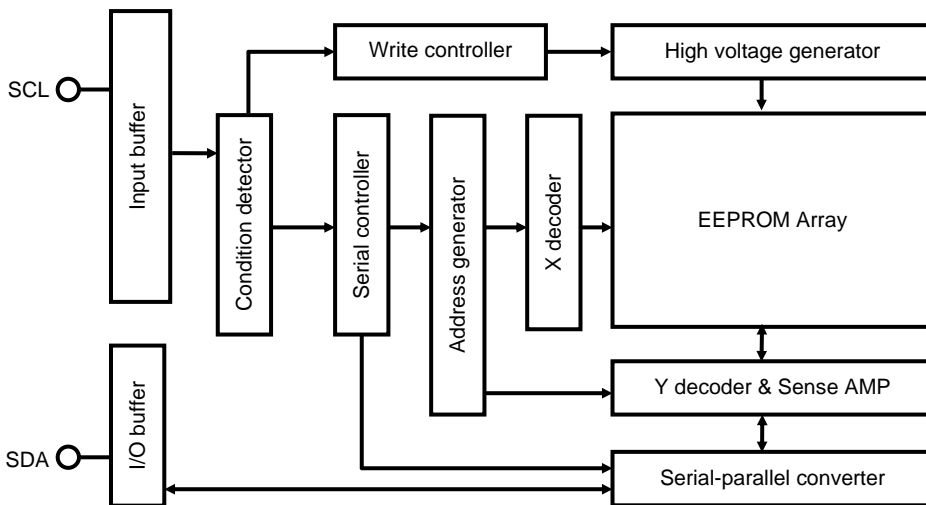 Write controller
High voltage generator
SCL
Input buffer
Condition detector
Serial controller
Address generator
X decoder
EEPROM Array
Y decoder & Sense AMP
SDA
I/O buffer
Serial-parallel converter